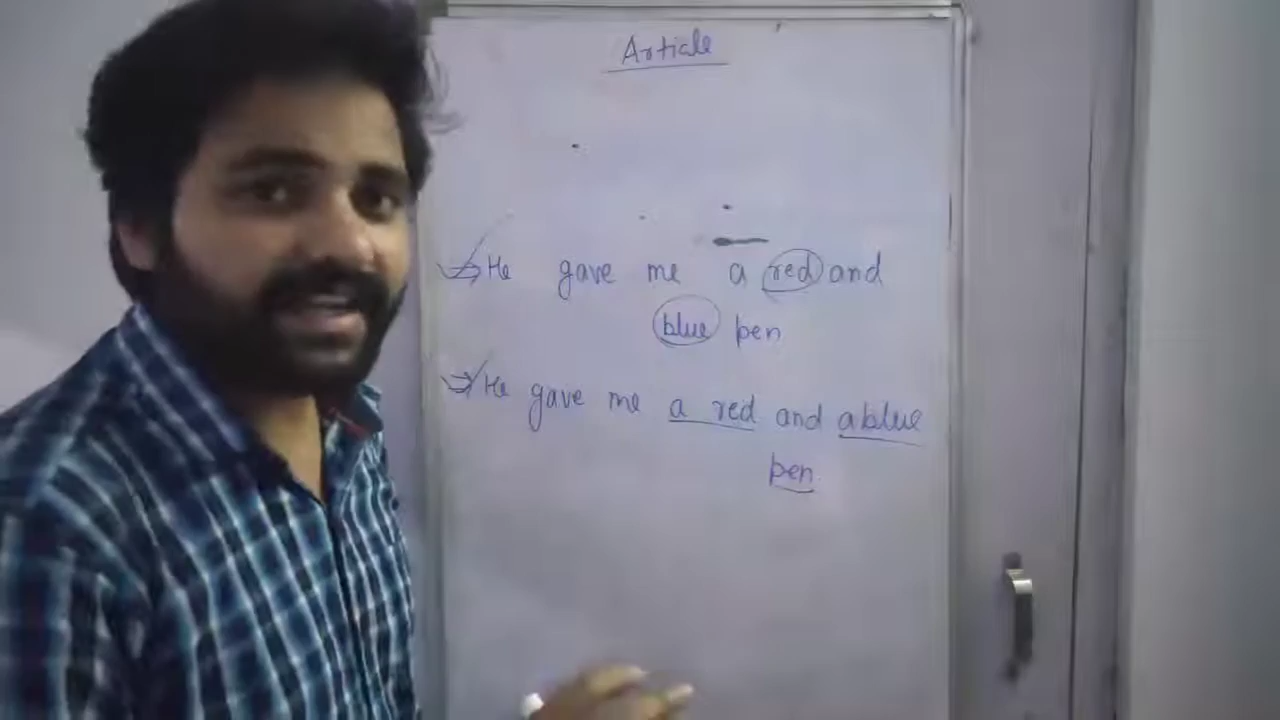 Article
He gave me a red and
blue pen
He gave me a red and a blue
pen